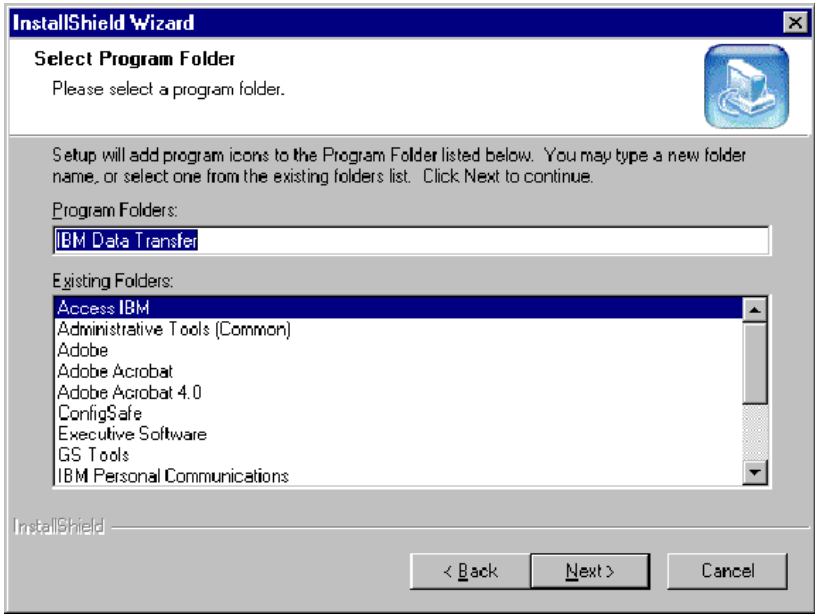 InstallShield Wizard
Select Program Folder
Please select a program folder.
Setup will add program icons to the Program Folder listed below.  You may type a new folder
name, or select one from the existing folders list.  Click Next to continue.
Program Folders:
IBM Data Transfer
Existing Folders:
Access IBM
Administrative Tools (Common)
Adobe
Adobe Acrobat
Adobe Acrobat 4.0
ConfigSafe
Executive Software
GS Tools
IBM Personal Communications
InstallShield
< Back
Next >
Cancel